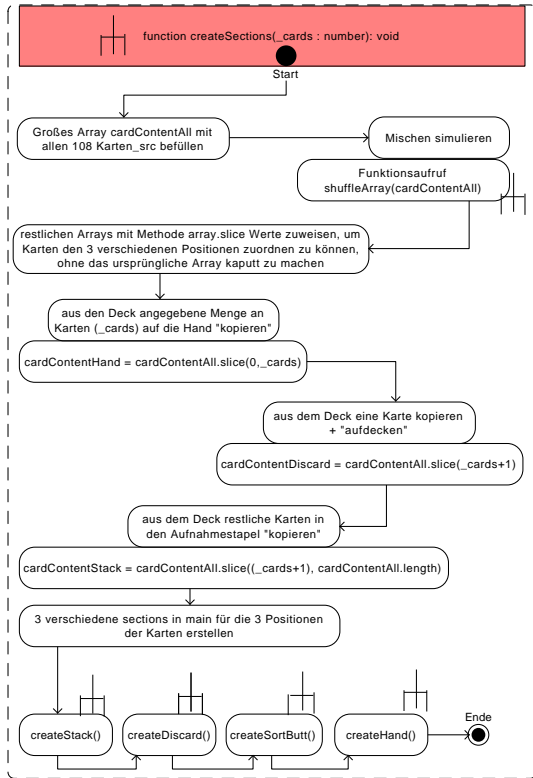 function createSections(_cards : number): void
Start
Großes Array cardContentAll mit
allen 108 Karten_src befüllen
Mischen simulieren
Funktionsaufruf
shuffleArray(cardContentAll)
restlichen Arrays mit Methode array.slice Werte zuweisen, um
Karten den 3 verschiedenen Positionen zuordnen zu können,
ohne das ursprüngliche Array kaputt zu machen
aus den Deck angegebene Menge an
Karten (_cards) auf die Hand "kopieren"
cardContentHand = cardContentAll.slice(0,_cards)
aus dem Deck eine Karte kopieren
+ "aufdecken"
cardContentDiscard = cardContentAll.slice(_cards+1)
aus dem Deck restliche Karten in
den Aufnahmestapel "kopieren"
cardContentStack = cardContentAll.slice((_cards+1), cardContentAll.length)
3 verschiedene sections in main für die 3 Positionen
der Karten erstellen
createStack()
createDiscard()
createSortButt()
createHand()
Ende